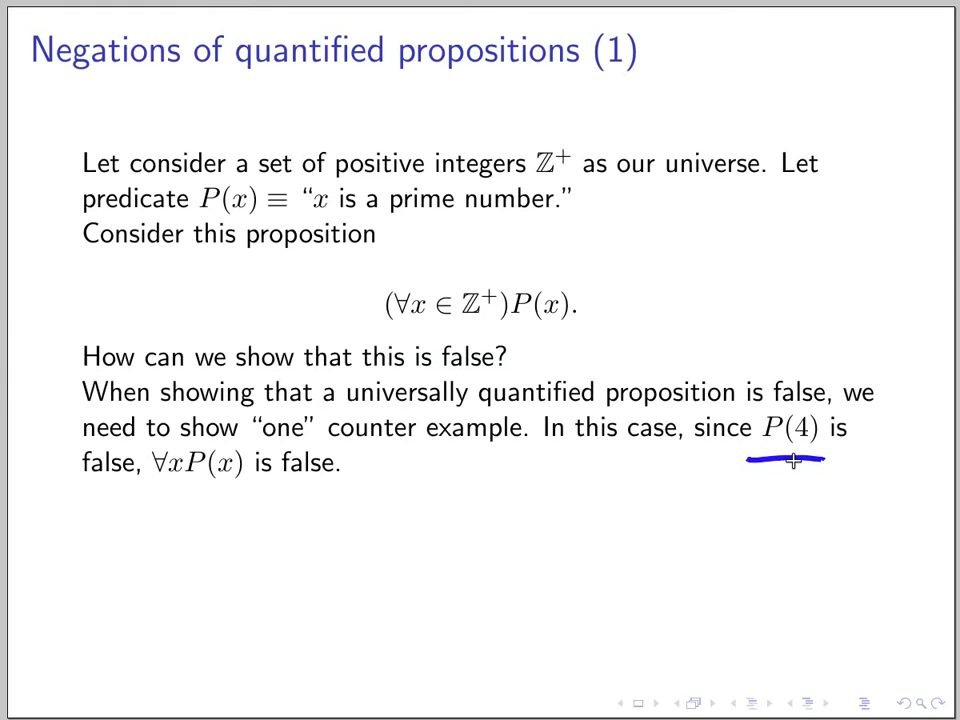 Negations of quantified propositions (1)
Let consider a set of positive integers ℤ⁺ as our universe. Let
predicate P(x) ≡ “x is a prime number.”
Consider this proposition
(∀x ∈ ℤ⁺)P(x).
How can we show that this is false?
When showing that a universally quantified proposition is false, we
need to show “one” counter example. In this case, since P(4) is
false, ∀xP(x) is false.